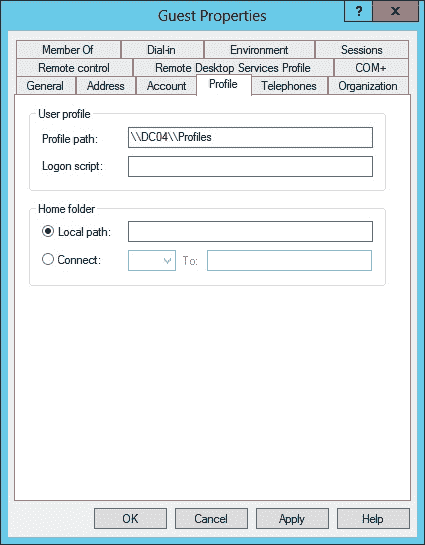 Guest Properties
? x
Member Of Dial-in Environment Sessions
Remote control Remote Desktop Services Profile COM+
General Address Account Profile Telephones Organization
User profile
Profile path: \\DC04\\Profiles
Logon script:
Home folder
Local path:
Connect: To:
OK Cancel Apply Help